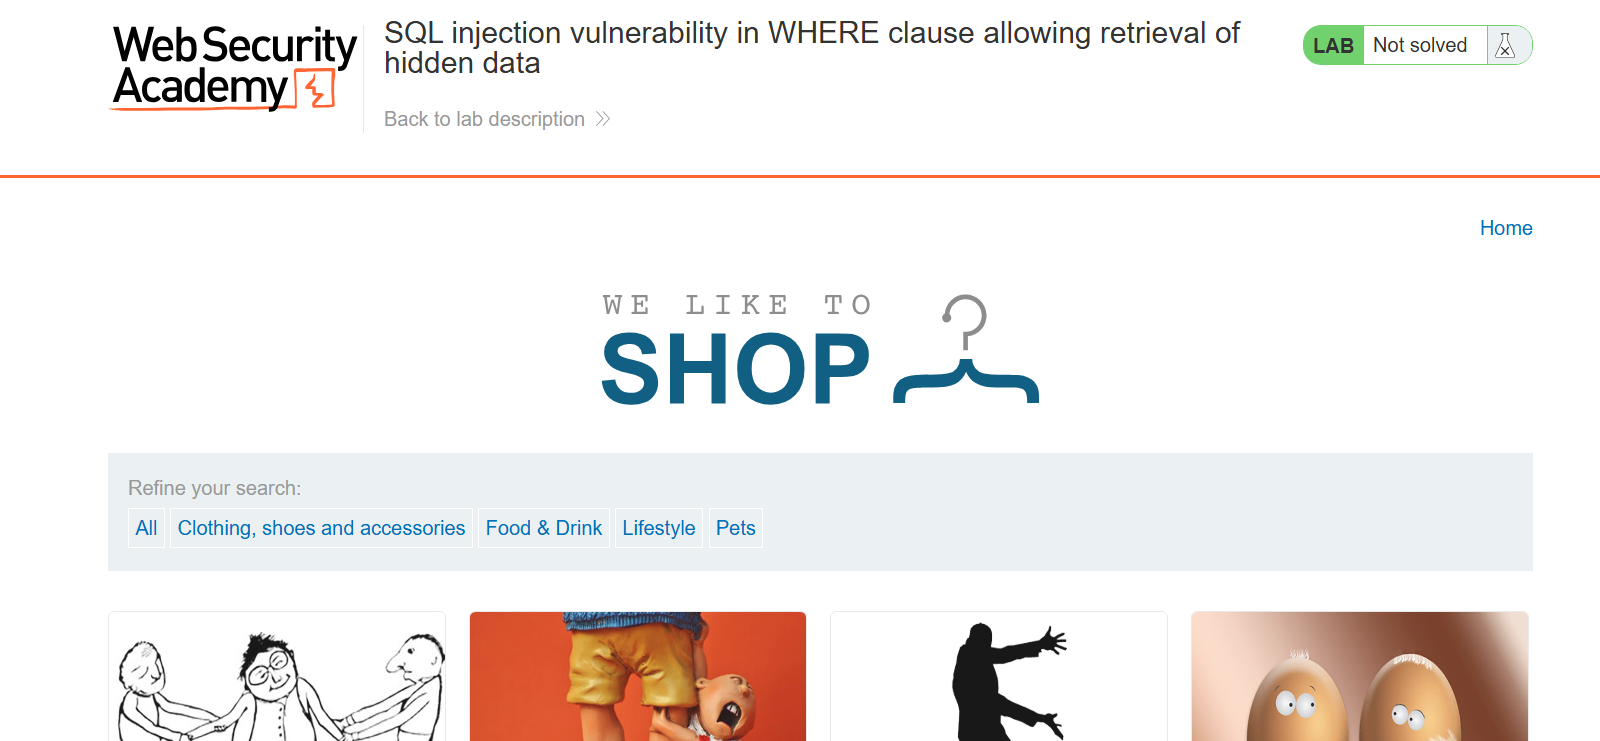 Web Security
Academy
SQL injection vulnerability in WHERE clause allowing retrieval of
hidden data
Back to lab description
LAB Not solved
Home
WE LIKE TO
SHOP
Refine your search:
All Clothing, shoes and accessories Food & Drink Lifestyle Pets